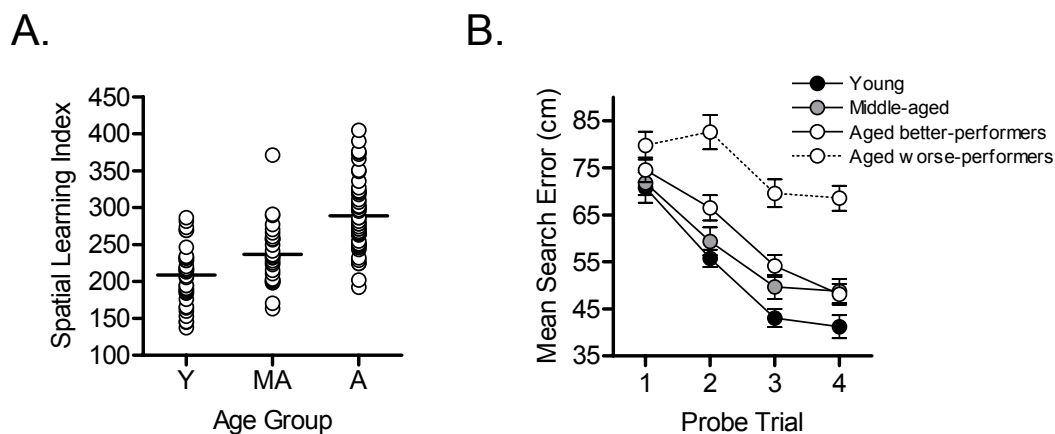 A.
Spatial Learning Index
450
400
350
300
250
200
150
100
Y MA A
Age Group
B.
Mean Search Error (cm)
85
75
65
55
45
35
1 2 3 4
Probe Trial
Young
Middle-aged
Aged better-performers
Aged worse-performers